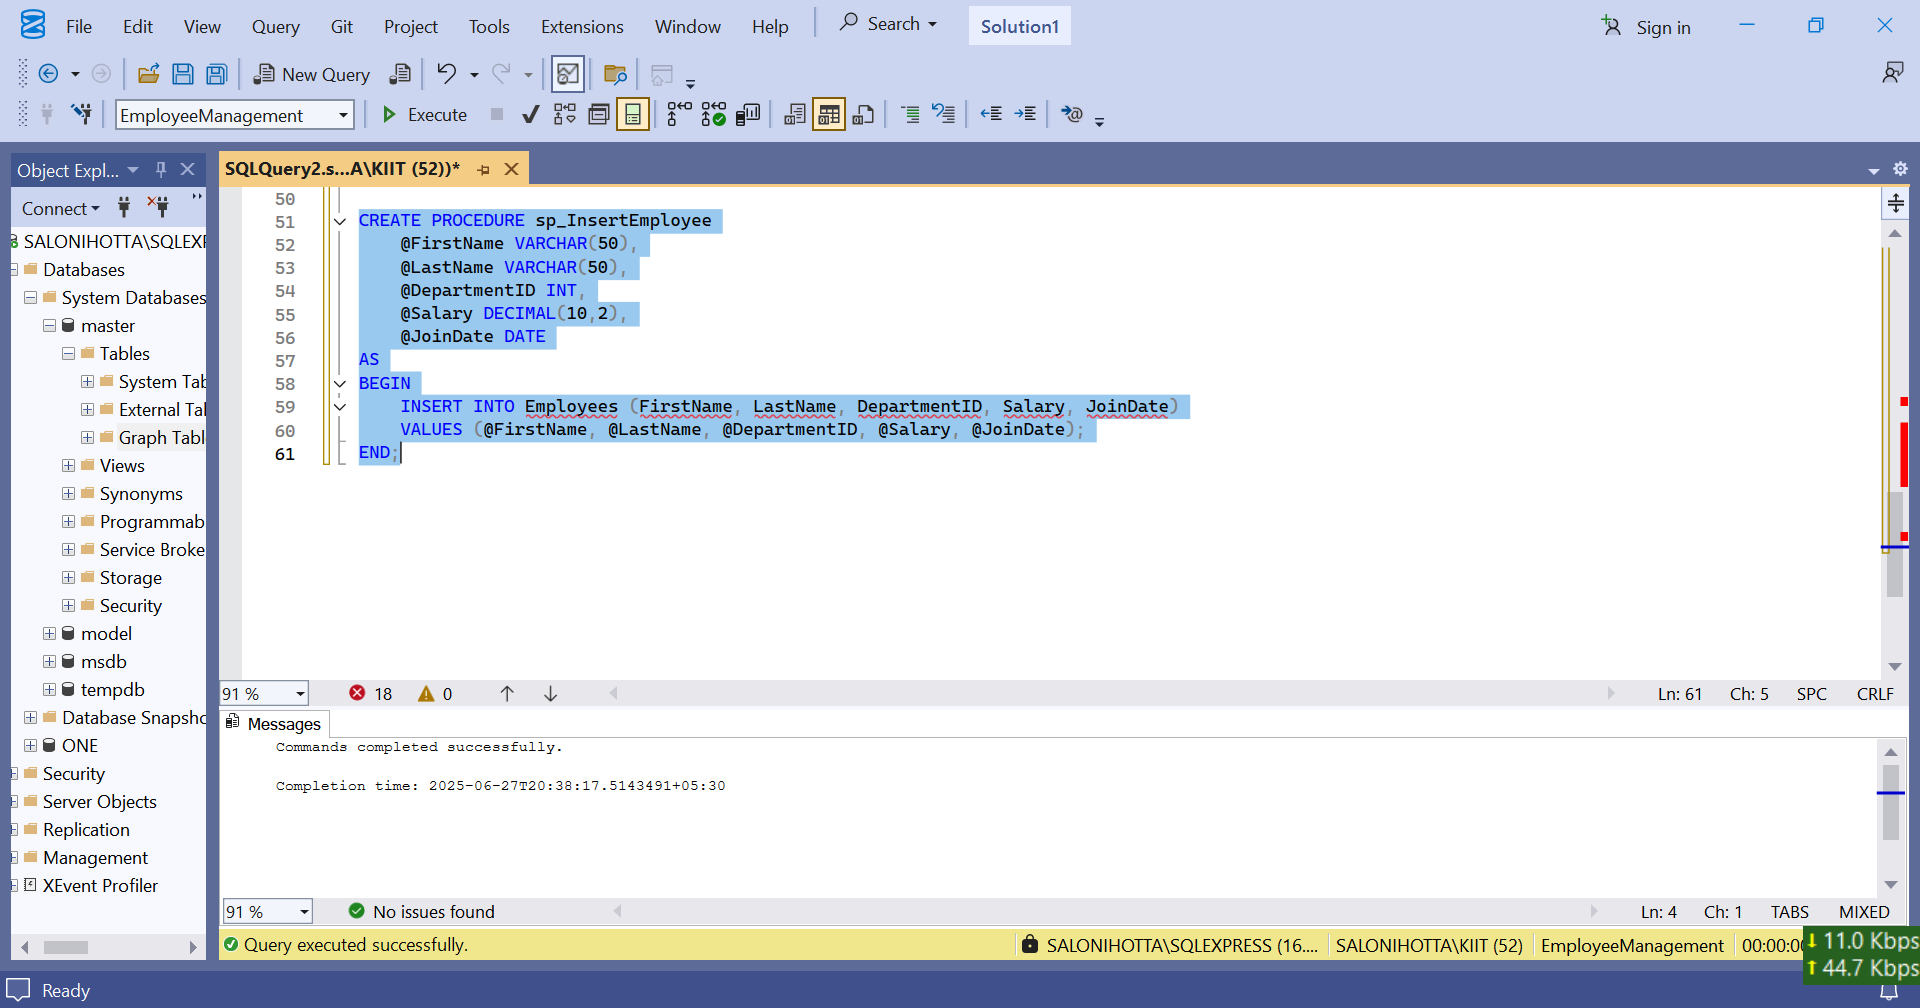 File Edit View Query Git Project Tools Extensions Window Help Search Solution1 Sign in
New Query
EmployeeManagement Execute
Object Expl...
Connect
SALONIHOTTA\SQLEXP
Databases
System Databases
master
Tables
System Tab
External Tal
Graph Tabl
Views
Synonyms
Programmab
Service Broke
Storage
Security
model
msdb
tempdb
Database Snapsho
ONE
Security
Server Objects
Replication
Management
XEvent Profiler
SQLQuery2.s...A\KIIT (52))*
50
51 CREATE PROCEDURE sp_InsertEmployee
52 @FirstName VARCHAR(50),
53 @LastName VARCHAR(50),
54 @DepartmentID INT,
55 @Salary DECIMAL(10,2),
56 @JoinDate DATE
57 AS
58 BEGIN
59 INSERT INTO Employees (FirstName, LastName, DepartmentID, Salary, JoinDate)
60 VALUES (@FirstName, @LastName, @DepartmentID, @Salary, @JoinDate);
61 END;
91 % 18 0 Ln: 61 Ch: 5 SPC CRLF
Messages
Commands completed successfully.
Completion time: 2025-06-27T20:38:17.5143491+05:30
91 % No issues found Ln: 4 Ch: 1 TABS MIXED
Query executed successfully. SALONIHOTTA\SQLEXPRESS (16.... SALONIHOTTA\KIIT (52) EmployeeManagement 00:00:00
11.0 Kbps
44.7 Kbps
Ready